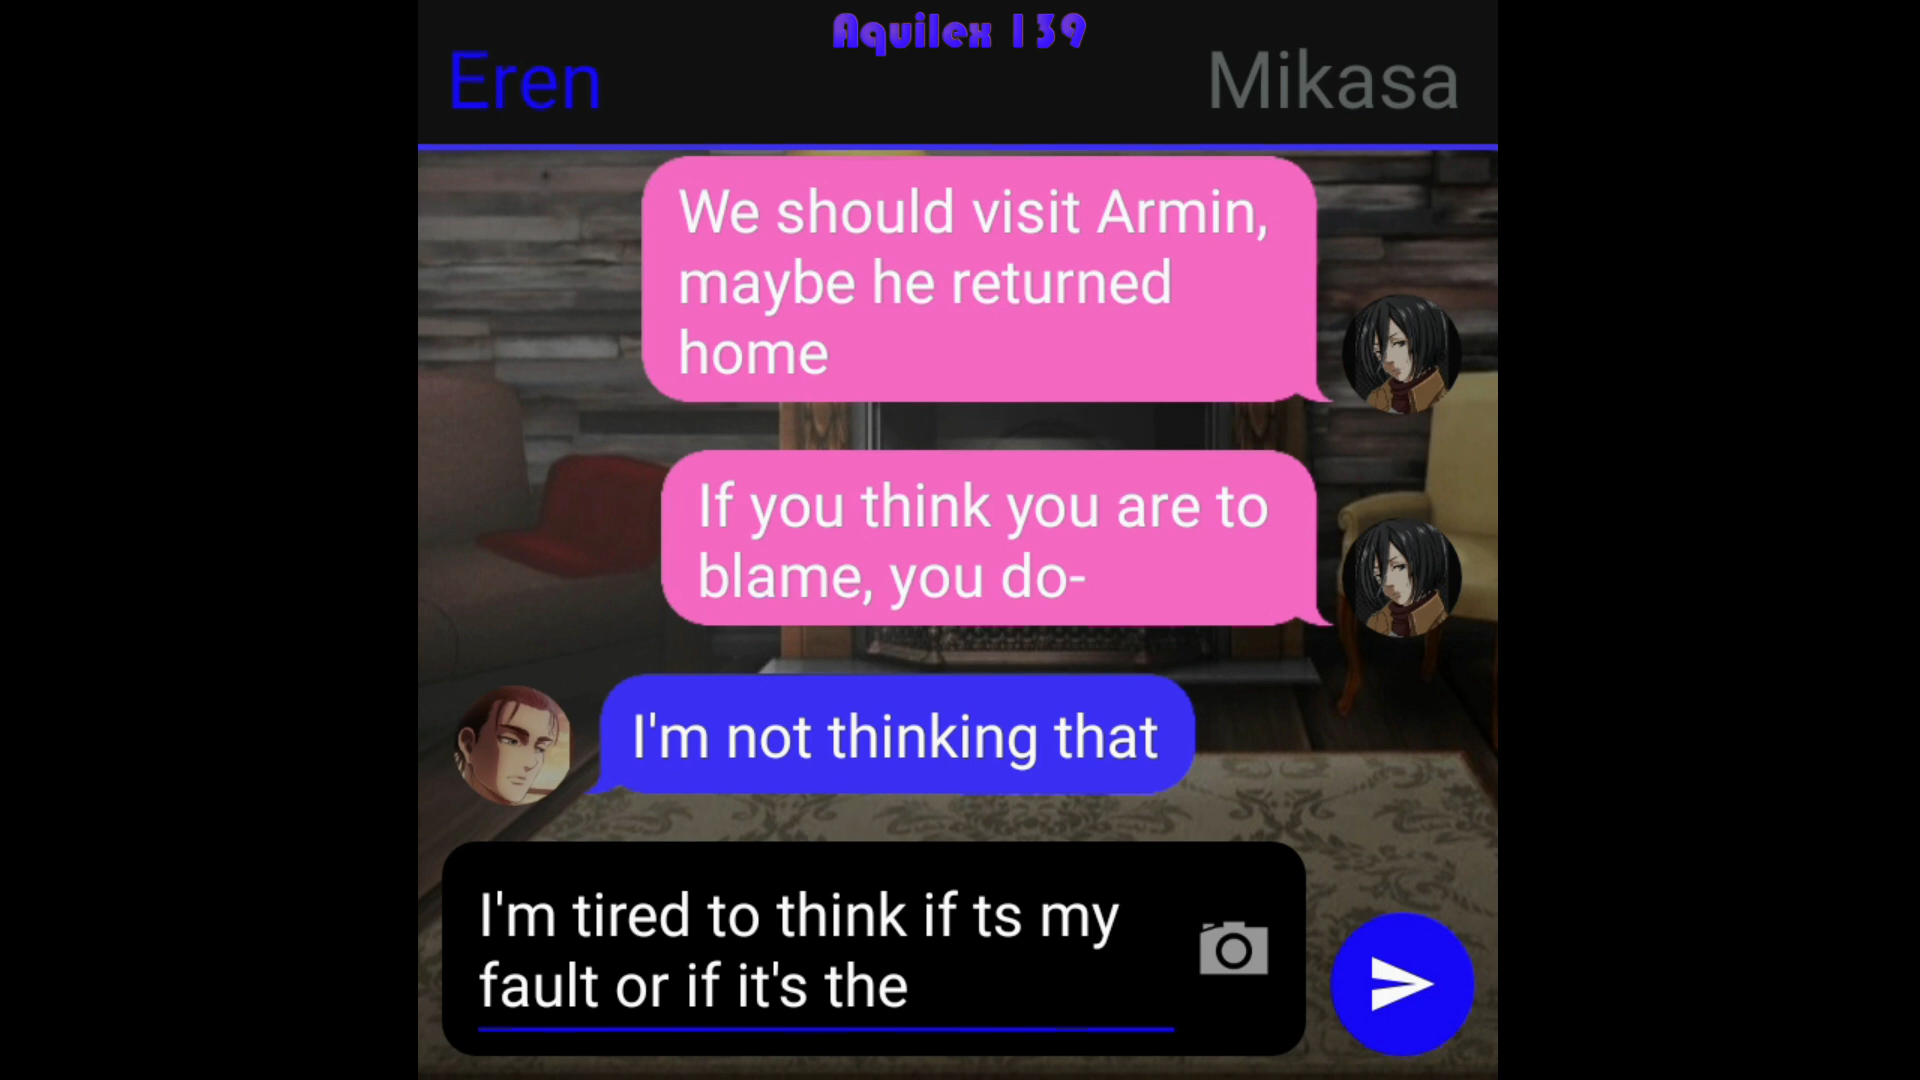 Aquilex 139
Eren
Mikasa
We should visit Armin,
maybe he returned
home
If you think you are to
blame, you do-
I'm not thinking that
I'm tired to think if ts my
fault or if it's the